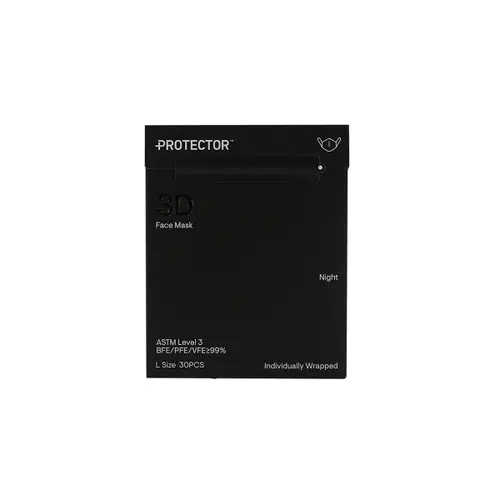 PROTECTOR™
3D
Face Mask
Night
ASTM Level 3
BFE/PFE/VFE≥99%
L Size 30PCS
Individually Wrapped